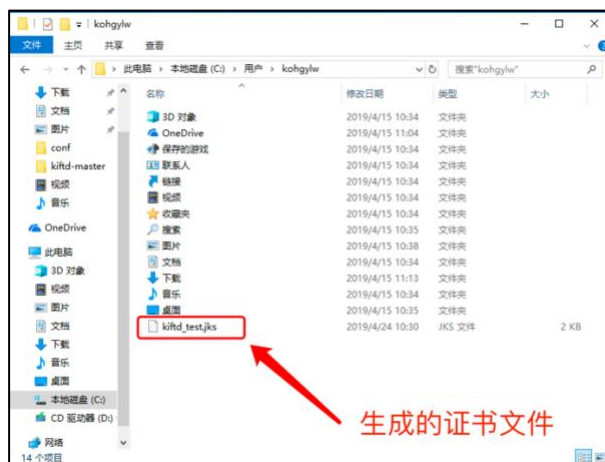 kohgylw
文件 主页 共享 查看
此电脑 > 本地磁盘 (C:) > 用户 > kohgylw
搜索"kohgylw"
名称 修改日期 类型 大小
下载
文档
图片
conf
kiftd-master
视频
音乐
OneDrive
此电脑
3D 对象
视频
图片
文档
下载
音乐
桌面
本地磁盘 (C:)
CD 驱动器 (D:)
网络
3D 对象 2019/4/15 10:34 文件夹
OneDrive 2019/4/15 11:04 文件夹
保存的游戏 2019/4/15 10:34 文件夹
联系人 2019/4/15 10:34 文件夹
链接 2019/4/15 10:34 文件夹
视频 2019/4/15 10:34 文件夹
收藏夹 2019/4/15 10:34 文件夹
搜索 2019/4/15 10:35 文件夹
图片 2019/4/15 10:38 文件夹
文档 2019/4/15 10:34 文件夹
下载 2019/4/15 11:13 文件夹
音乐 2019/4/15 10:34 文件夹
桌面 2019/4/15 10:35 文件夹
kiftd_test.jks 2019/4/24 10:30 JKS 文件 2 KB
生成的证书文件
14 个项目